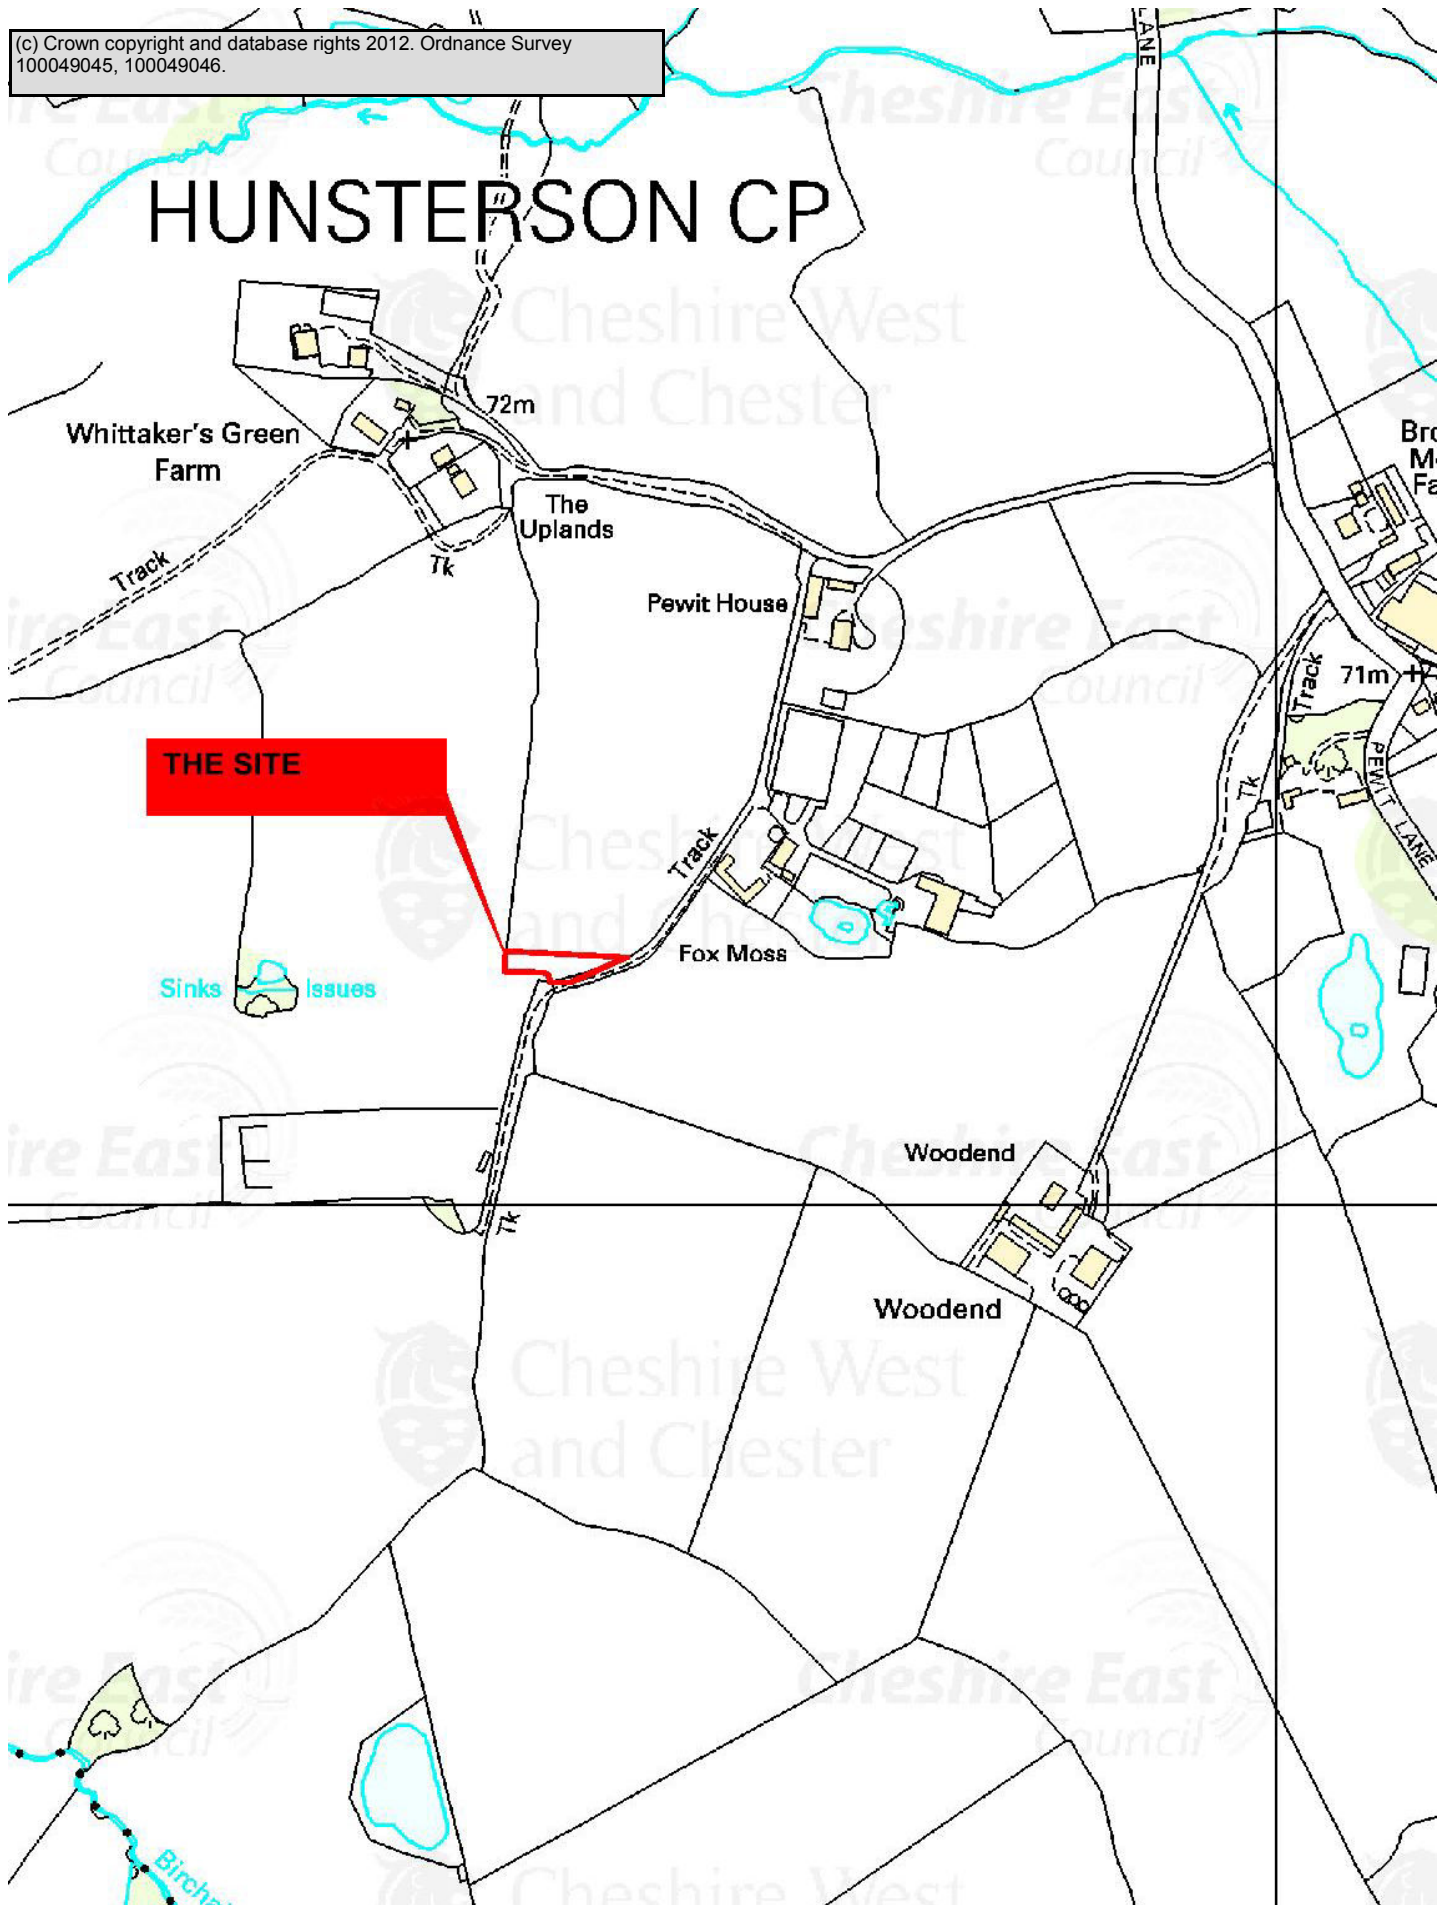 (c) Crown copyright and database rights 2012. Ordnance Survey
100049045, 100049046.
LANE
HUNSTERSON CP
72m
Whittaker's Green
Farm
The
Uplands
Tk
Track
Pewit House
Track
71m
PEWIT LANE
Tk
THE SITE
Track
Fox Moss
Sinks
Issues
Woodend
Tk
Woodend
Cheshire East
Council
Cheshire West
and Chester